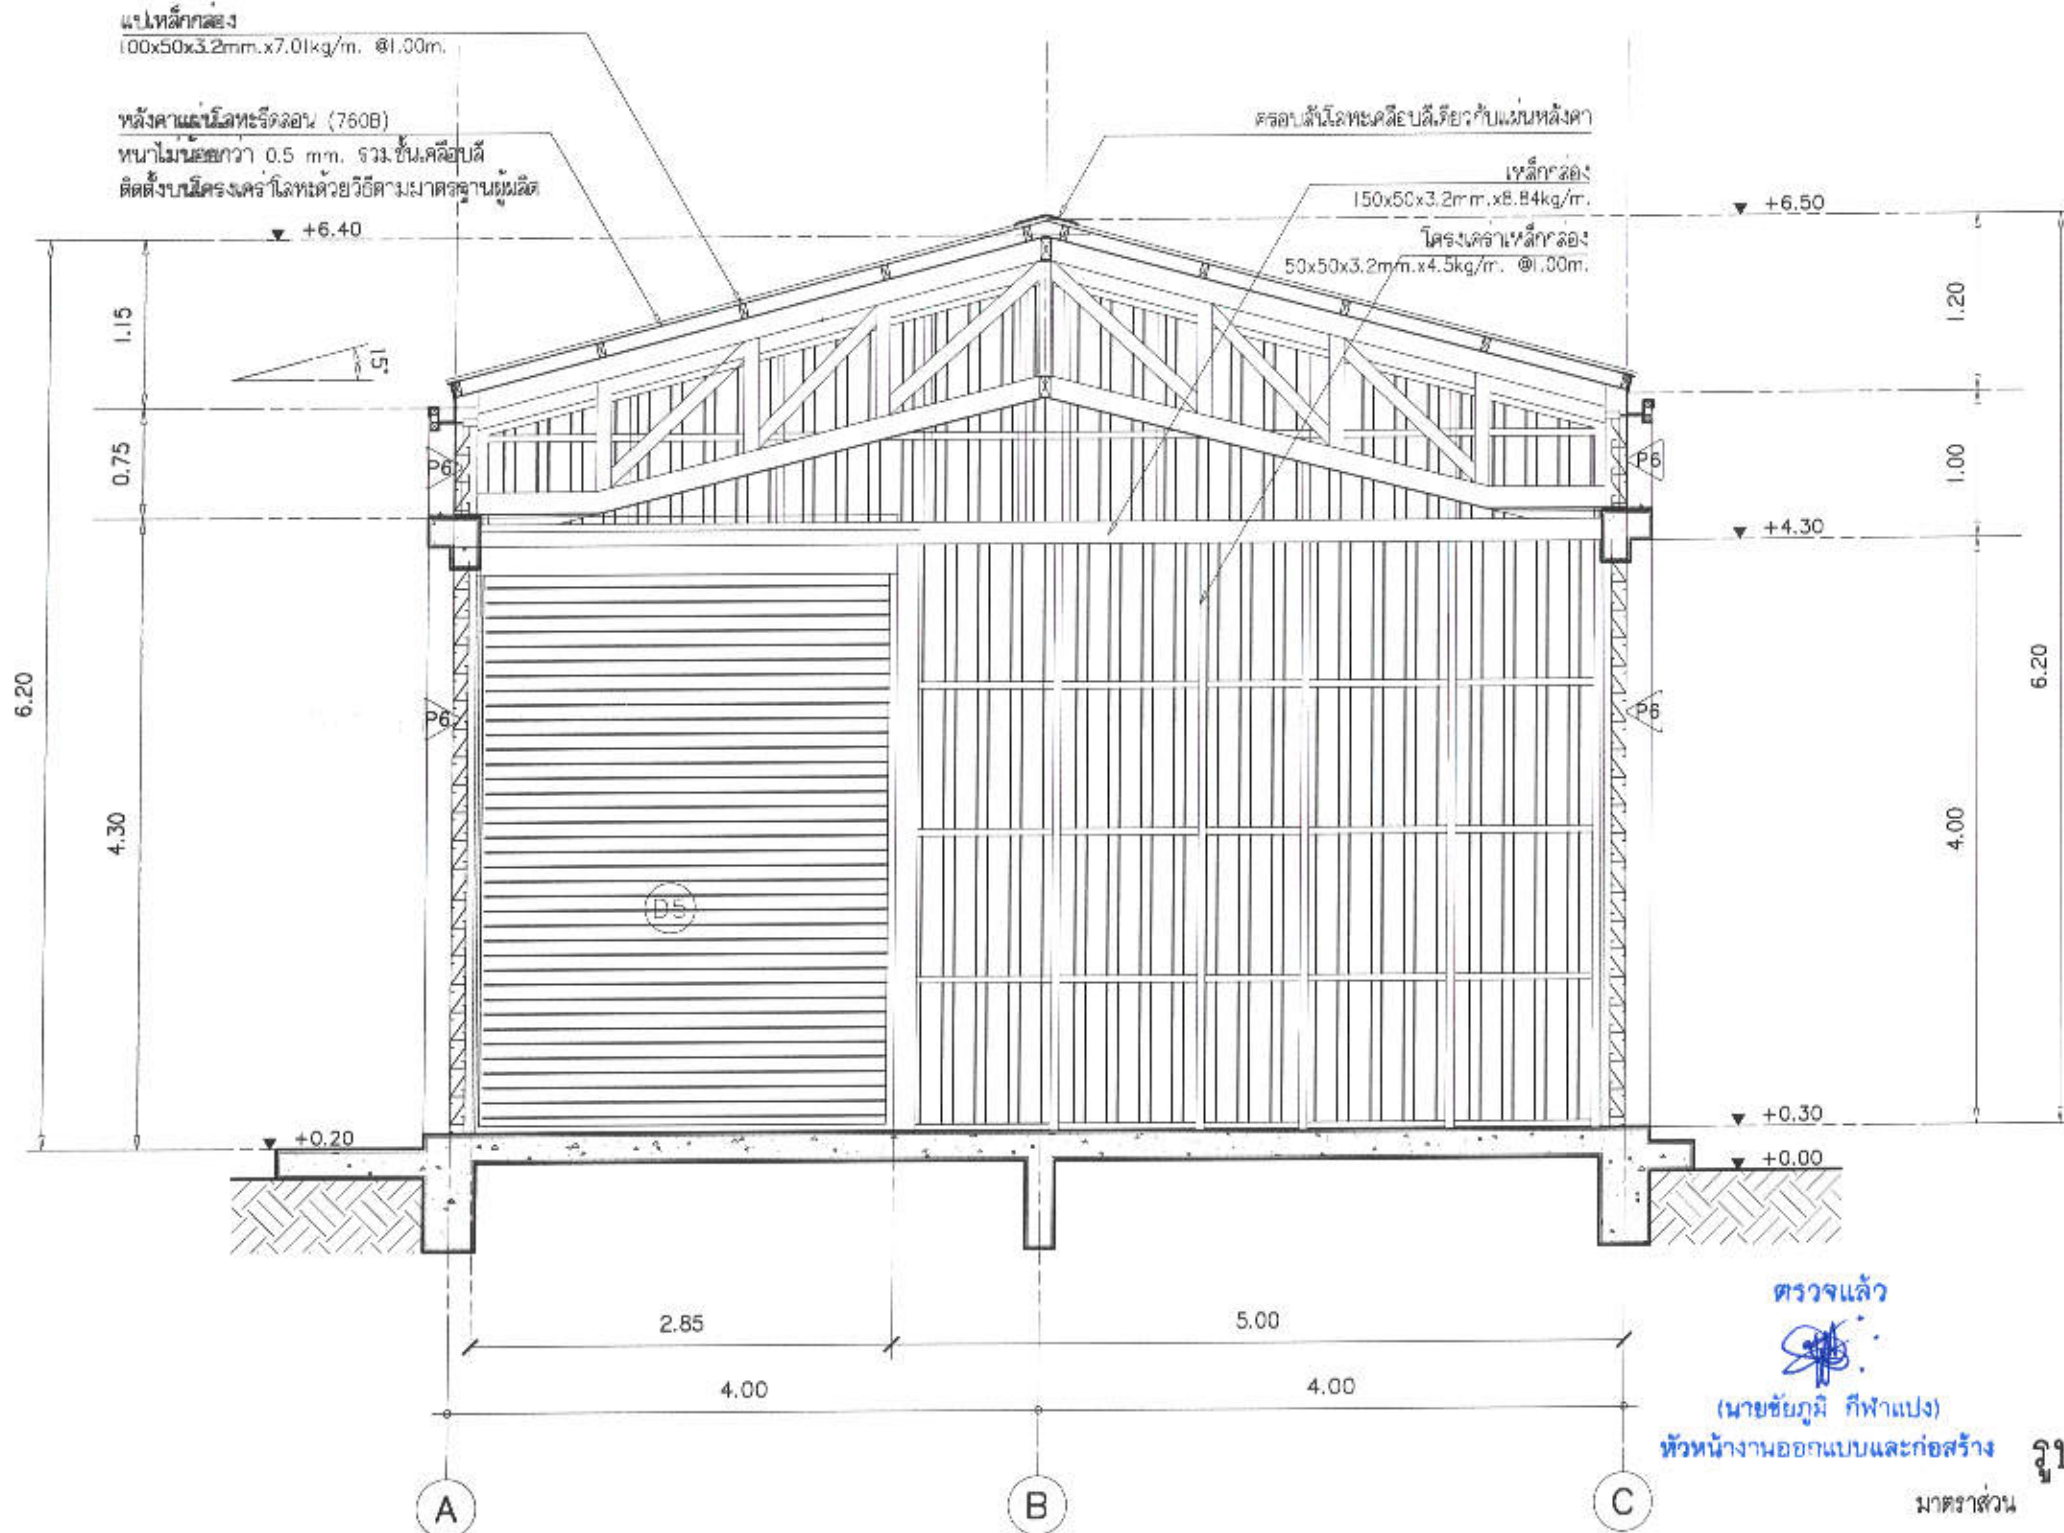 แปเหล็กกล่อง
100x50x3.2mm.x7.01kg/m. @1.00m.
หลังคาแผ่นโลหะรีดลอน (760B)
หนาไม่น้อยกว่า 0.5 mm. รวมชั้นเคลือบสี
ติดตั้งบนโครงเคร่าโลหะด้วยวิธีตามมาตรฐานผู้ผลิต
ครอบสันโลหะเคลือบสีเดียวกับแผ่นหลังคา
เหล็กกล่อง
150x50x3.2mm.x8.84kg/m.
โครงเคร่าเหล็กกล่อง
50x50x3.2mm.x4.5kg/m. @1.00m.
+6.40
+6.50
1.15
15°
1.20
0.75
P6
P6
1.00
+4.30
6.20
4.30
P6
P6
4.00
6.20
D5
+0.20
+0.30
+0.00
2.85
5.00
4.00
4.00
A
B
C
ตรวจแล้ว
(นายชัยภูมิ กีฬาแปง)
หัวหน้างานออกแบบและก่อสร้าง
มาตราส่วน